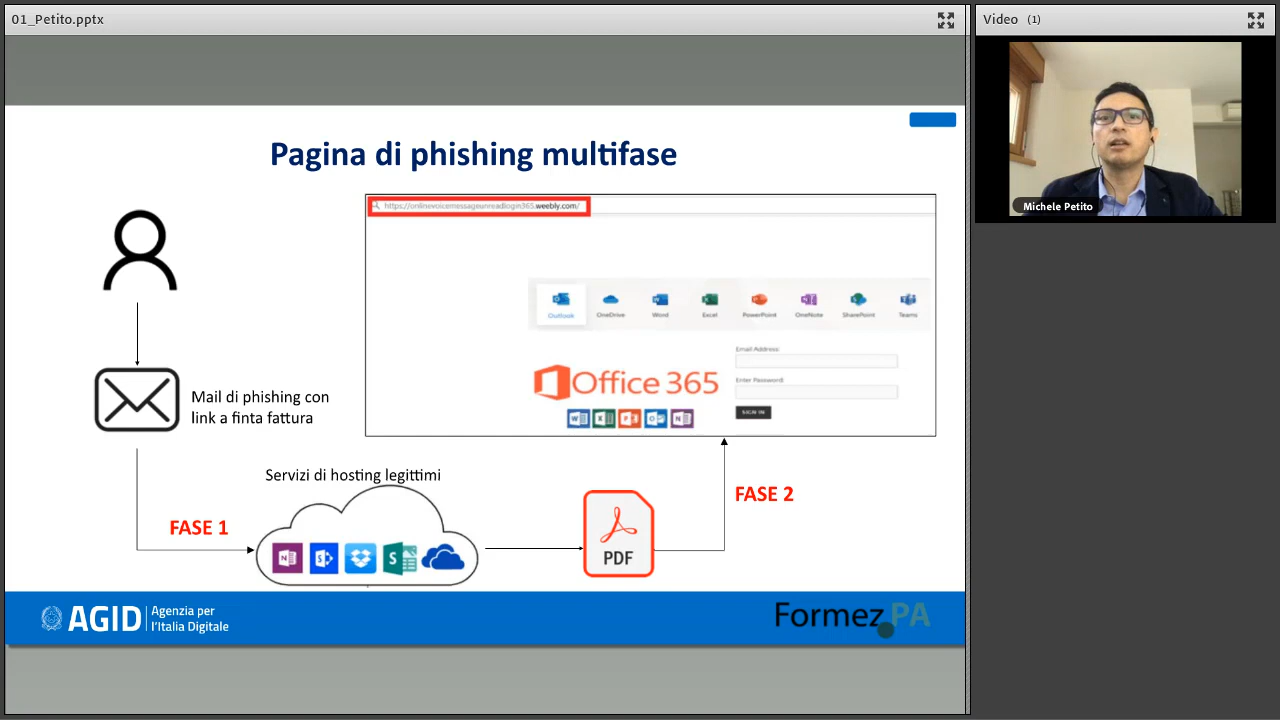 01_Petito.pptx
Video (1)
Michele Petito
Pagina di phishing multifase
https://onlinevoicemessageunreadlogin365.weebly.com/
Outlook
OneDrive
Word
Excel
PowerPoint
OneNote
SharePoint
Teams
Email Address:
Enter Password:
SIGN IN
Office 365
Mail di phishing con
link a finta fattura
Servizi di hosting legittimi
FASE 1
FASE 2
PDF
AGID
Agenzia per
l'Italia Digitale
Formez PA